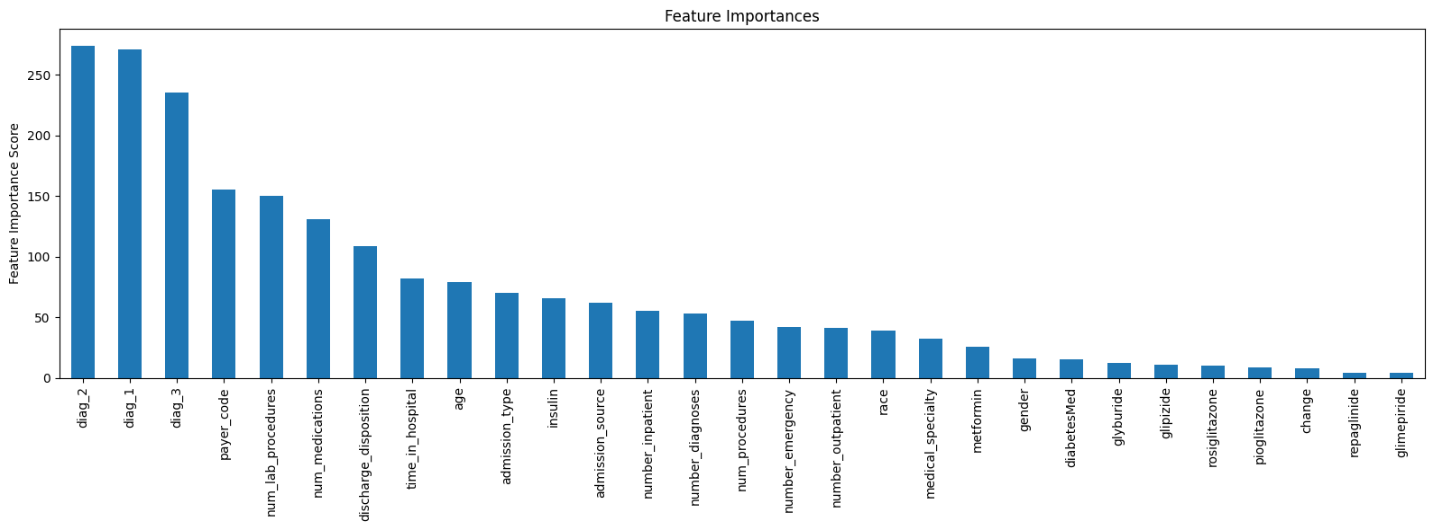 Feature Importances
Feature Importance Score
250
200
150
100
50
0
diag_2
diag_1
diag_3
payer_code
num_lab_procedures
num_medications
discharge_disposition
time_in_hospital
age
admission_type
insulin
admission_source
number_inpatient
number_diagnoses
num_procedures
number_emergency
number_outpatient
race
medical_specialty
metformin
gender
diabetesMed
glyburide
glipizide
rosiglitazone
pioglitazone
change
repaglinide
glimepiride